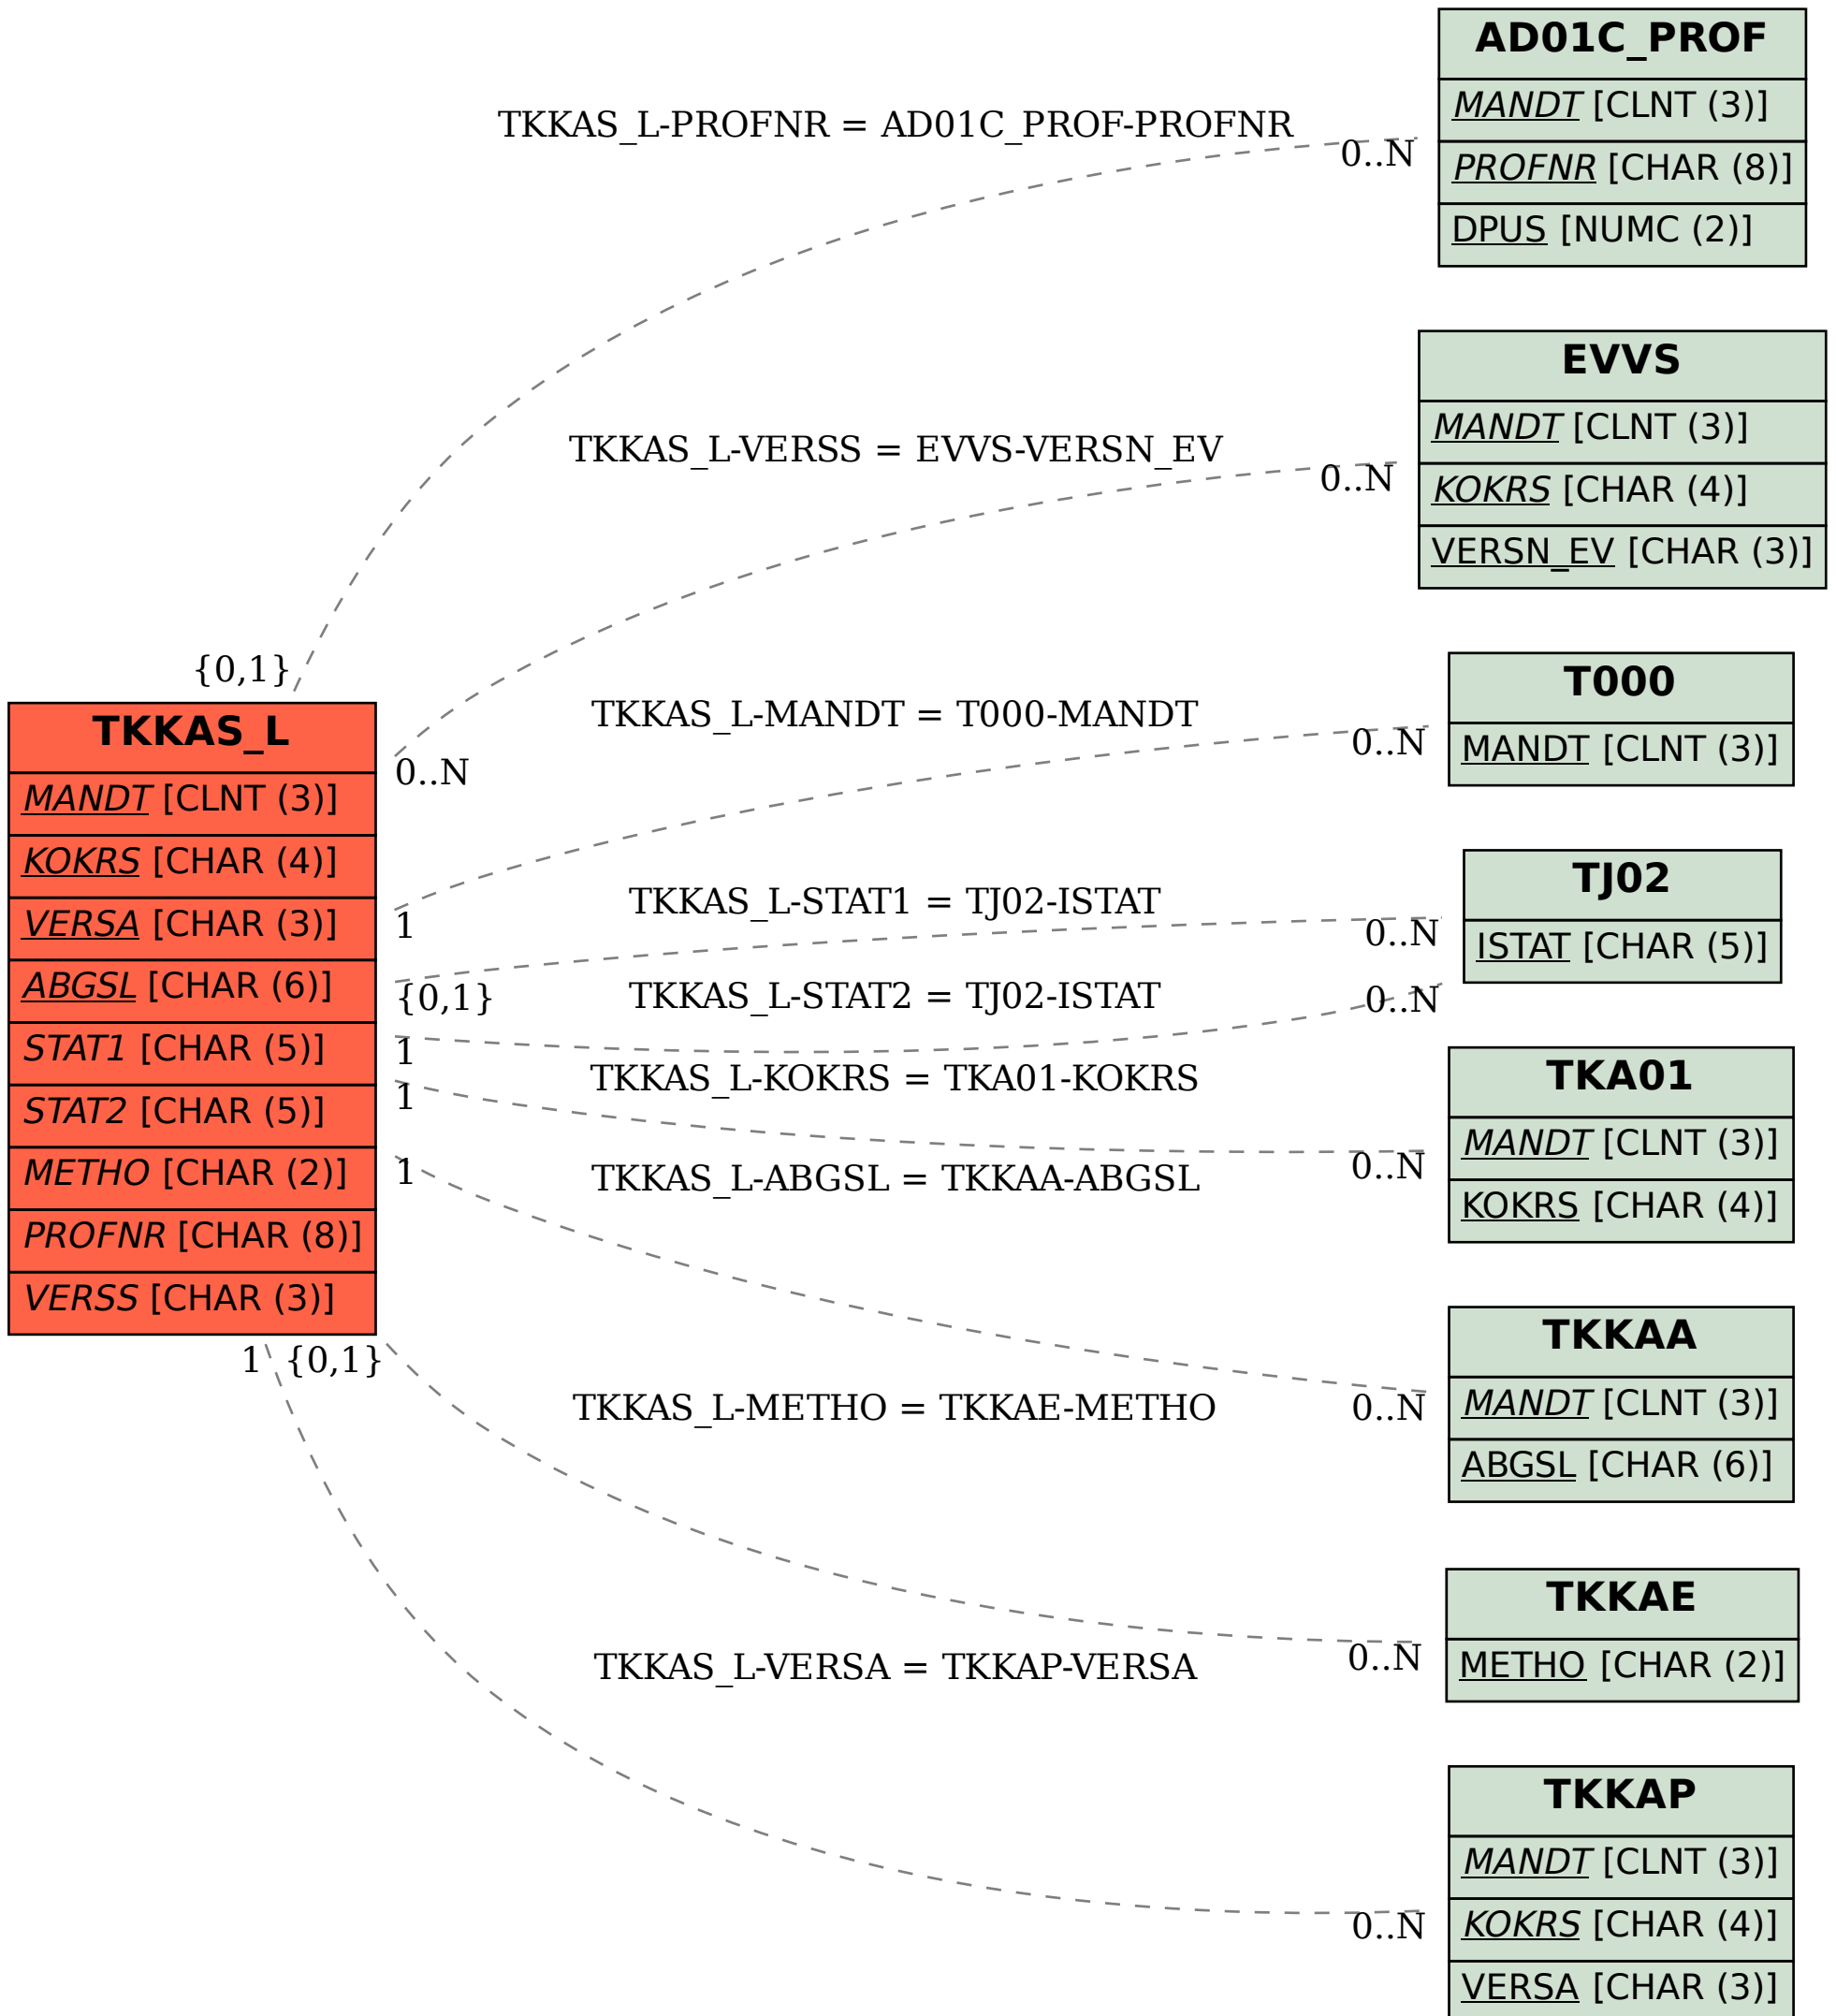 AD01C_PROF
MANDT [CLNT (3)]
PROFNR [CHAR (8)]
DPUS [NUMC (2)]
TKKAS_L-PROFNR = AD01C_PROF-PROFNR
0..N
{0,1}
EVVS
MANDT [CLNT (3)]
KOKRS [CHAR (4)]
VERSN_EV [CHAR (3)]
TKKAS_L-VERSS = EVVS-VERSN_EV
0..N
0..N
T000
MANDT [CLNT (3)]
TKKAS_L-MANDT = T000-MANDT
0..N
1
TKKAS_L
MANDT [CLNT (3)]
KOKRS [CHAR (4)]
VERSA [CHAR (3)]
ABGSL [CHAR (6)]
STAT1 [CHAR (5)]
STAT2 [CHAR (5)]
METHO [CHAR (2)]
PROFNR [CHAR (8)]
VERSS [CHAR (3)]
TJ02
ISTAT [CHAR (5)]
TKKAS_L-STAT1 = TJ02-ISTAT
0..N
{0,1}
TKKAS_L-STAT2 = TJ02-ISTAT
0..N
1
TKA01
MANDT [CLNT (3)]
KOKRS [CHAR (4)]
TKKAS_L-KOKRS = TKA01-KOKRS
1
0..N
TKKAS_L-ABGSL = TKKAA-ABGSL
1
0..N
TKKAA
MANDT [CLNT (3)]
ABGSL [CHAR (6)]
1 {0,1}
TKKAS_L-METHO = TKKAE-METHO
0..N
TKKAE
METHO [CHAR (2)]
TKKAS_L-VERSA = TKKAP-VERSA
0..N
TKKAP
MANDT [CLNT (3)]
KOKRS [CHAR (4)]
VERSA [CHAR (3)]